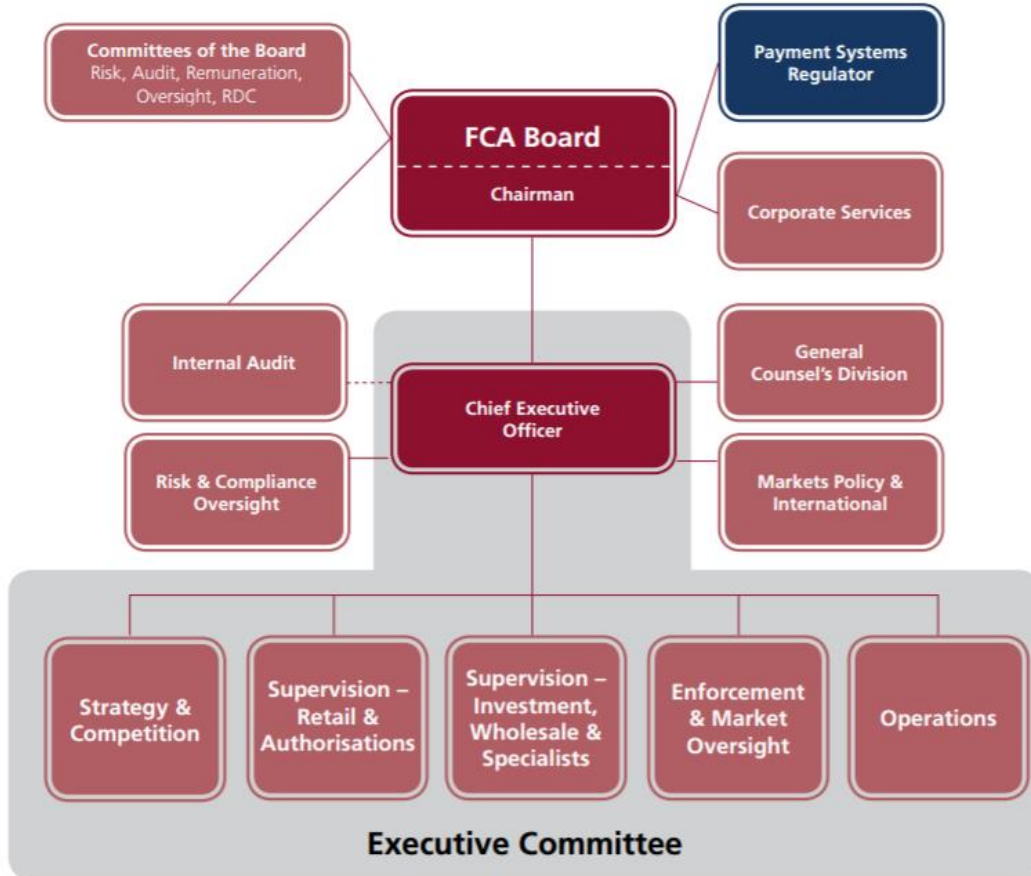 Committees of the Board
Risk, Audit, Remuneration,
Oversight, RDC
FCA Board
Chairman
Payment Systems
Regulator
Corporate Services
Internal Audit
Chief Executive
Officer
General
Counsel’s Division
Risk & Compliance
Oversight
Markets Policy &
International
Strategy &
Competition
Supervision –
Retail &
Authorisations
Supervision –
Investment,
Wholesale &
Specialists
Enforcement
& Market
Oversight
Operations
Executive Committee